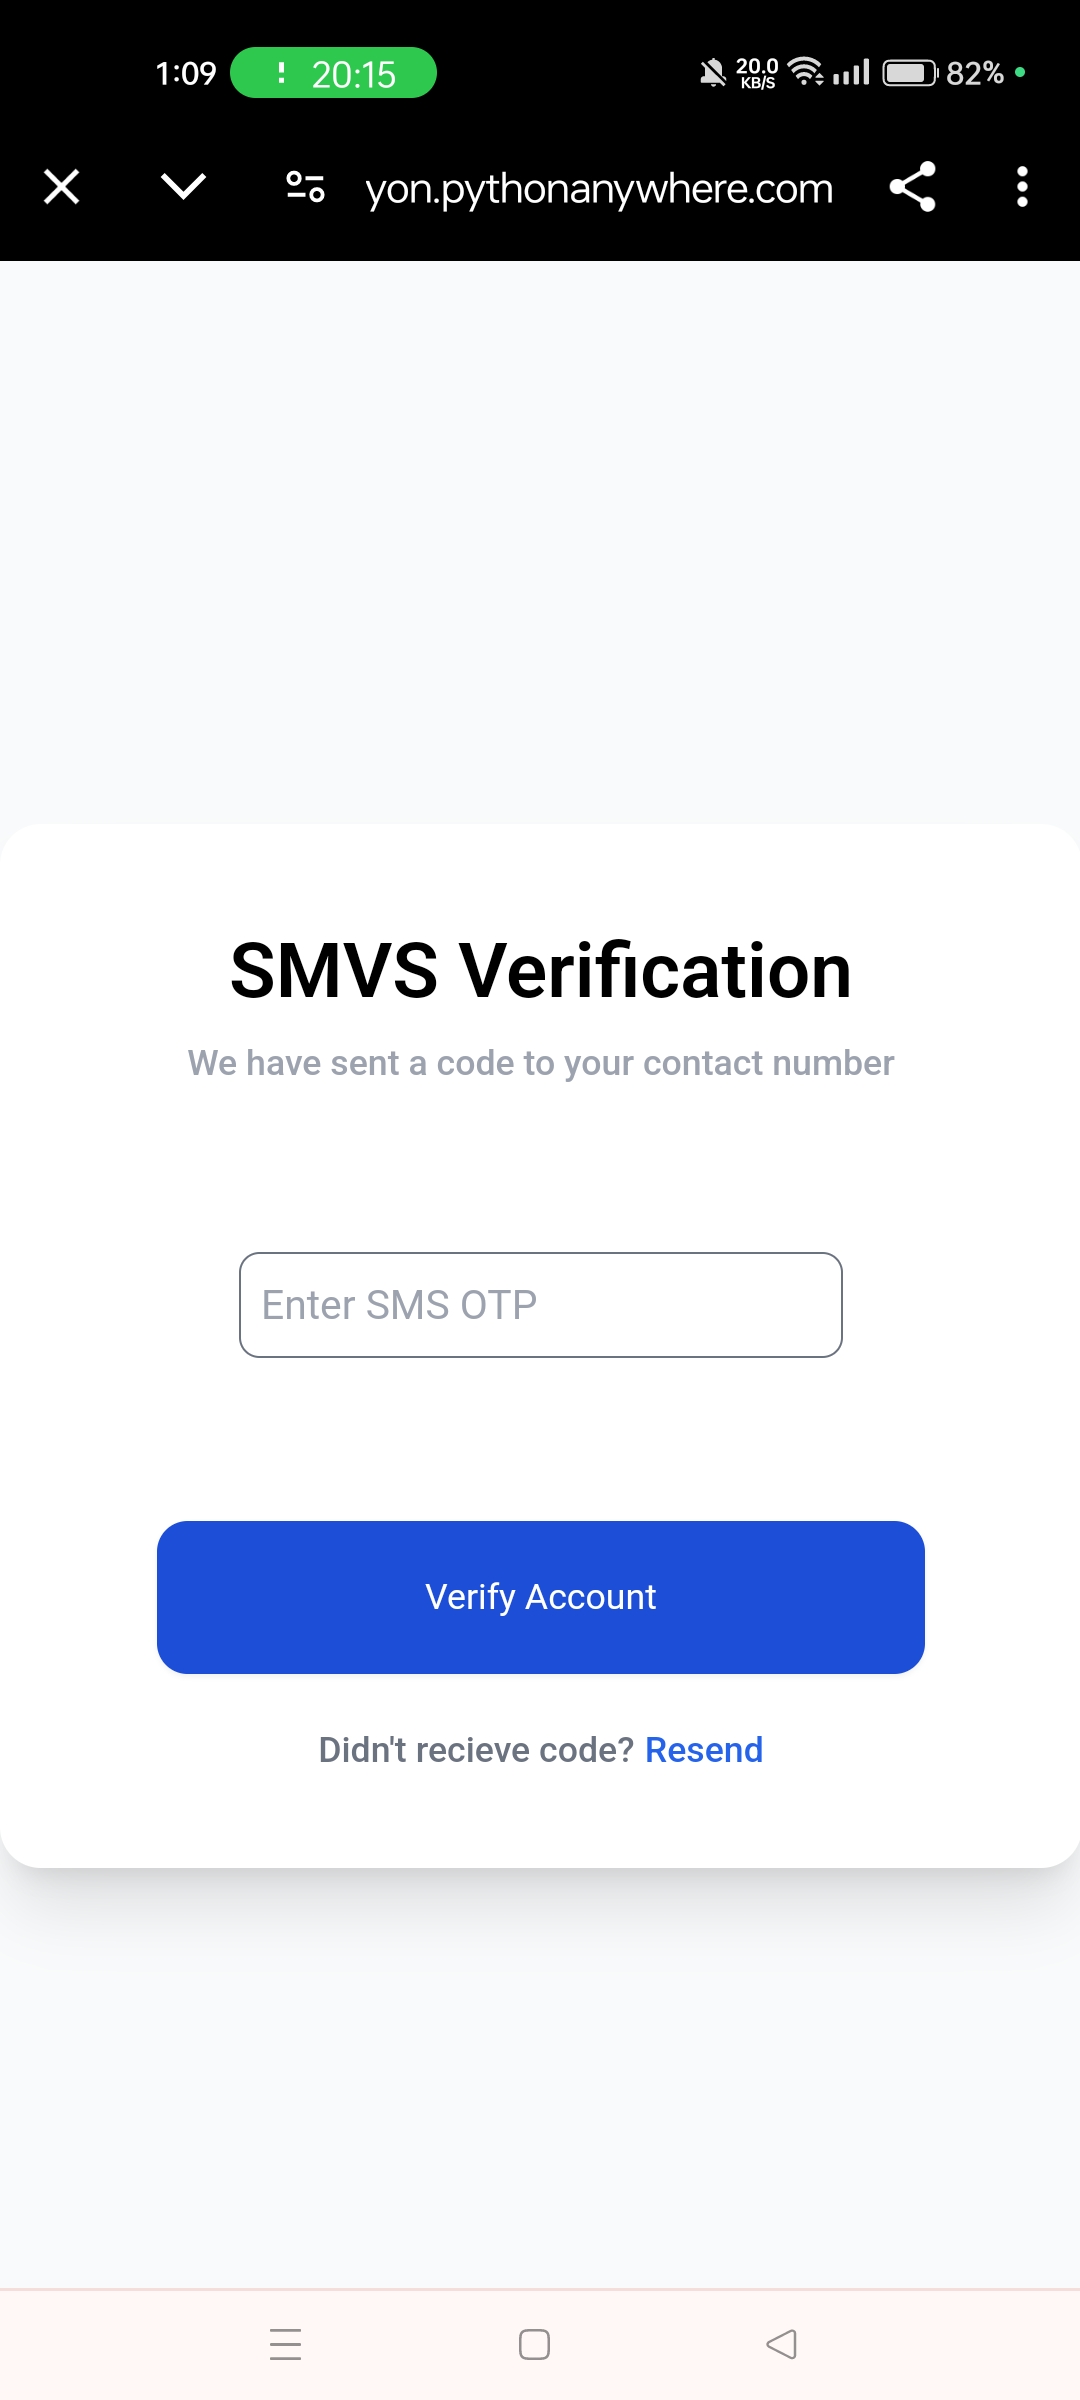 1:09 20:15 20.0 KB/S 82%
yon.pythonanywhere.com
SMVS Verification
We have sent a code to your contact number
Enter SMS OTP
Verify Account
Didn't recieve code? Resend